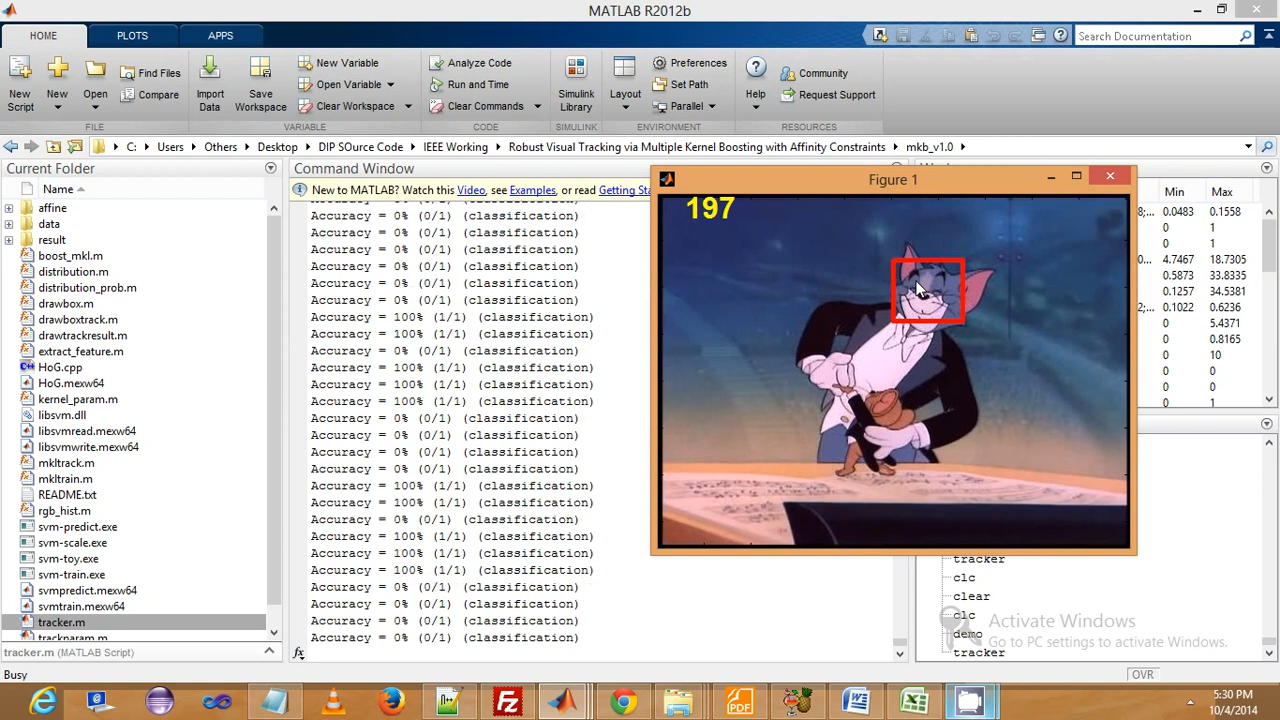 MATLAB R2012b
HOME PLOTS APPS
Search Documentation
New Script
New
Open
Find Files
Compare
FILE
Import Data
Save Workspace
New Variable
Open Variable
Clear Workspace
VARIABLE
Analyze Code
Run and Time
Clear Commands
CODE
Simulink Library
SIMULINK
Layout
Preferences
Set Path
Parallel
ENVIRONMENT
Help
Community
Request Support
RESOURCES
C: Users Others Desktop DIP SOurce Code IEEE Working Robust Visual Tracking via Multiple Kernel Boosting with Affinity Constraints mkb_v1.0
Current Folder
Name
affine
data
result
boost_mkl.m
distribution.m
distribution_prob.m
drawbox.m
drawboxtrack.m
drawtrackresult.m
extract_feature.m
HoG.cpp
HoG.mexw64
kernel_param.m
libsvm.dll
libsvmread.mexw64
libsvmwrite.mexw64
mkltrack.m
mkltrain.m
README.txt
rgb_hist.m
svm-predict.exe
svm-scale.exe
svm-toy.exe
svm-train.exe
svmpredict.mexw64
svmtrain.mexw64
tracker.m
trackparam.m
tracker.m (MATLAB Script)
Busy
Command Window
New to MATLAB? Watch this Video, see Examples, or read Getting Sta
Accuracy = 0% (0/1) (classification)
Accuracy = 0% (0/1) (classification)
Accuracy = 0% (0/1) (classification)
Accuracy = 0% (0/1) (classification)
Accuracy = 0% (0/1) (classification)
Accuracy = 0% (0/1) (classification)
Accuracy = 100% (1/1) (classification)
Accuracy = 100% (1/1) (classification)
Accuracy = 0% (0/1) (classification)
Accuracy = 100% (1/1) (classification)
Accuracy = 100% (1/1) (classification)
Accuracy = 100% (1/1) (classification)
Accuracy = 0% (0/1) (classification)
Accuracy = 0% (0/1) (classification)
Accuracy = 0% (0/1) (classification)
Accuracy = 0% (0/1) (classification)
Accuracy = 100% (1/1) (classification)
Accuracy = 100% (1/1) (classification)
Accuracy = 0% (0/1) (classification)
Accuracy = 100% (1/1) (classification)
Accuracy = 100% (1/1) (classification)
Accuracy = 100% (1/1) (classification)
Accuracy = 0% (0/1) (classification)
Accuracy = 0% (0/1) (classification)
Accuracy = 0% (0/1) (classification)
Accuracy = 0% (0/1) (classification)
fx
Figure 1
197
Min Max
0.0483 0.1558
0 1
0 1
4.7467 18.7305
0.5873 33.8335
0.1257 34.5381
0.1022 0.6236
0 5.4371
0 0.8165
0 10
0 0
0 0
0 1
tracker
clc
clear
clc
demo
tracker
Activate Windows
Go to PC settings to activate Windows.
OVR
5:30 PM
10/4/2014